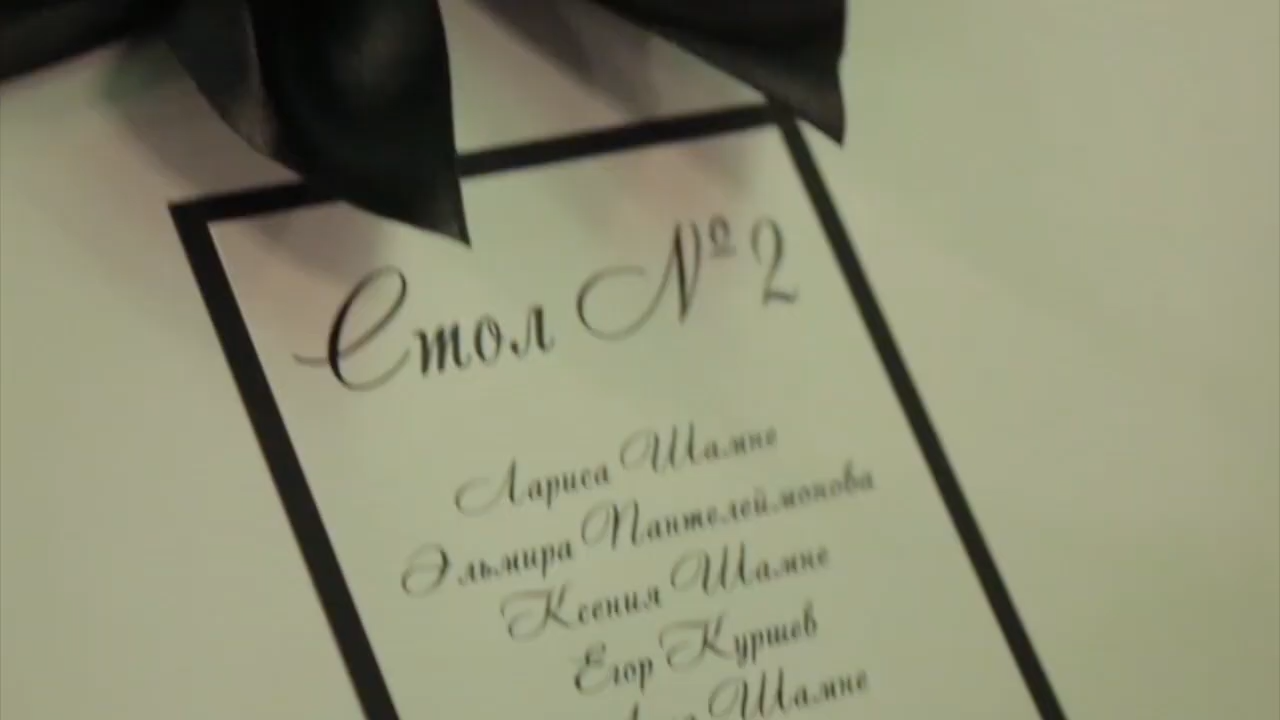 Стол № 2
Лариса Шамне
Эльмира Пантелеймонова
Ксения Шамне
Егор Куршев
Шамне